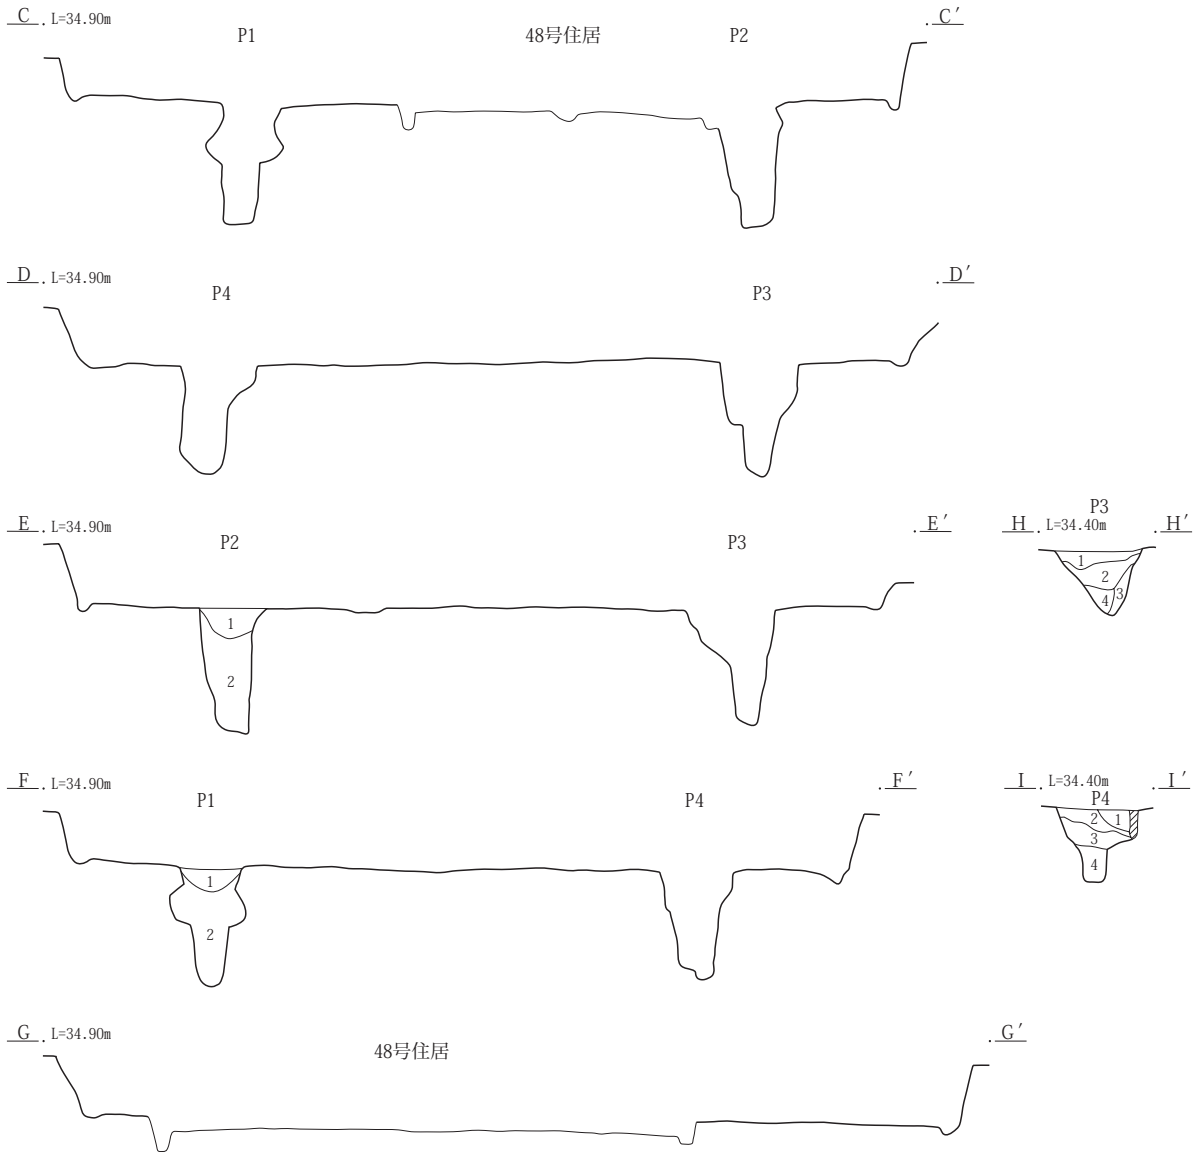 C L=34.90m C′
P1 48号住居 P2
D L=34.90m D′
P4 P3
E L=34.90m E′
P2 P3
1
2
P3
H L=34.40m H′
1
2
3
4
F L=34.90m F′
P1 P4
1
2
I L=34.40m I′
P4
2 1
3
4
G L=34.90m G′
48号住居